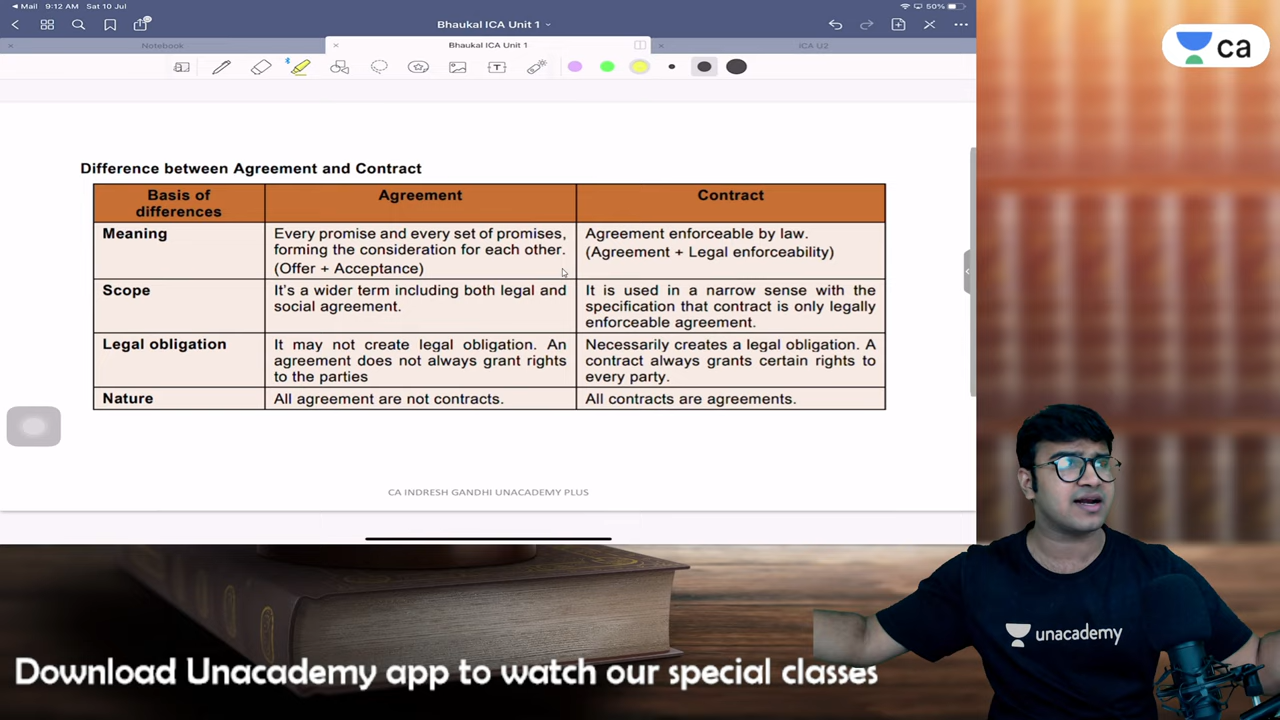 Mail 9:12 AM Sat 10 Jul 50%
Bhaukal ICA Unit 1
Notebook Bhaukal ICA Unit 1 ICA U2
ca
Difference between Agreement and Contract
Basis of differences Agreement Contract
Meaning
Every promise and every set of promises,
forming the consideration for each other.
(Offer + Acceptance)
Agreement enforceable by law.
(Agreement + Legal enforceability)
Scope
It's a wider term including both legal and
social agreement.
It is used in a narrow sense with the
specification that contract is only legally
enforceable agreement.
Legal obligation
It may not create legal obligation. An
agreement does not always grant rights
to the parties
Necessarily creates a legal obligation. A
contract always grants certain rights to
every party.
Nature
All agreement are not contracts.
All contracts are agreements.
CA INDRESH GANDHI UNACADEMY PLUS
unacademy
Download Unacademy app to watch our special classes